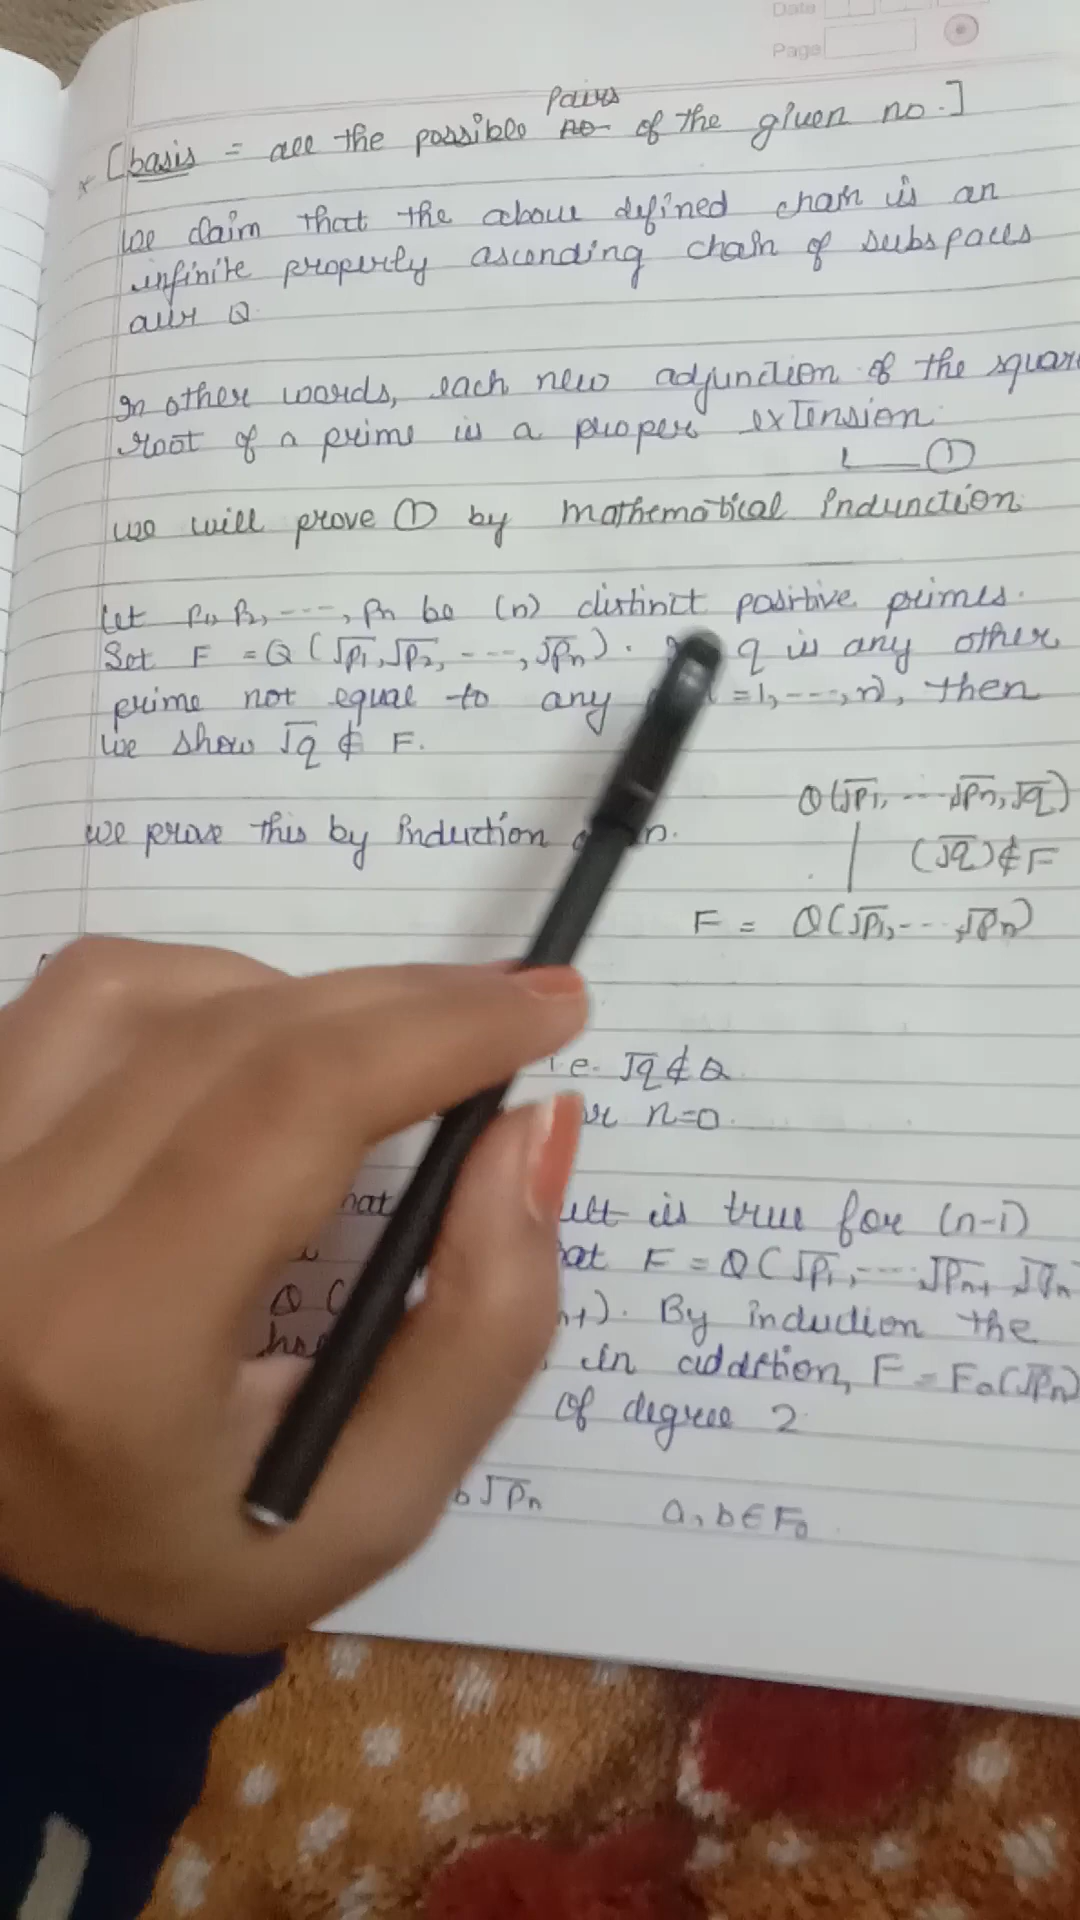 Date
Page
Pairs
* [basis = all the possible no of the given no.]
we claim that the above defined chain is an
infinite properly ascending chain of subspaces
over Q
In other words, each new adjunction of the square
root of a prime is a proper extension.
①
we will prove ① by mathematical Indunction.
Let p1, p2, ----, pn be (n) distinct positive primes.
Set F = Q(√p1, √p2, ----, √pn). q is any other
prime not equal to any =1, ---, n), then
we show √q ∉ F.
Q(√p1, ---- √pn, √q)
we prove this by induction n.
(√q) ∉ F
F = Q(√p1, ---, √pn)
i.e. √q ∉ Q
n=0.
is true for (n-1)
F = Q(√p1, ---- √pn-1, √pn
Q ( By induction the
in addition, F = F0(√pn)
of degree 2
b√pn a, b ∈ F0